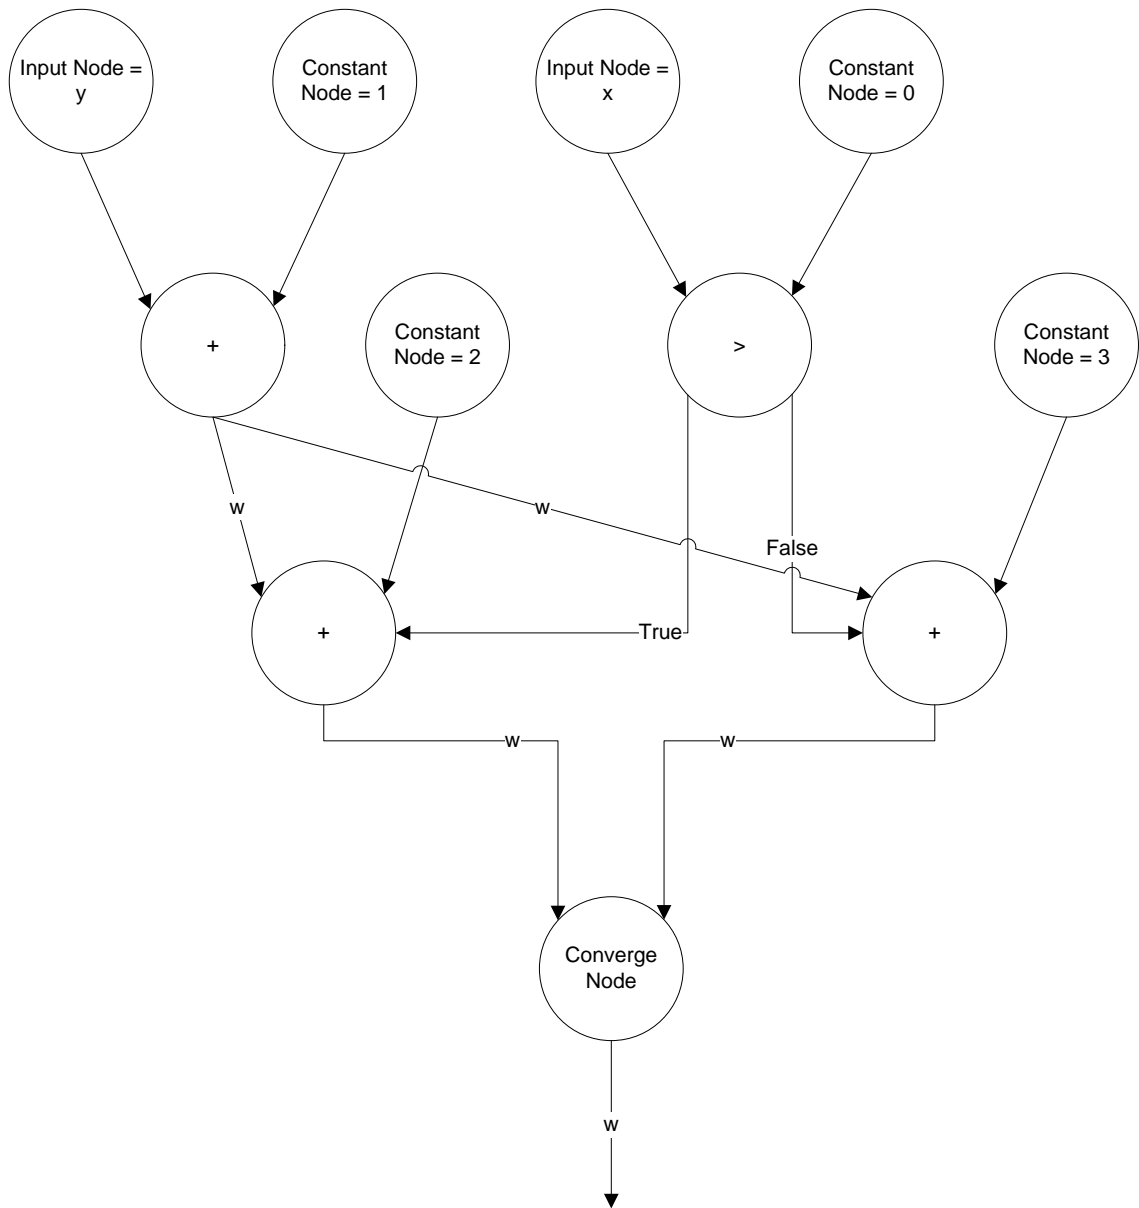 Input Node =
y
Constant
Node = 1
Input Node =
x
Constant
Node = 0
+
Constant
Node = 2
>
Constant
Node = 3
w
w
False
+
True
+
w
w
Converge
Node
w